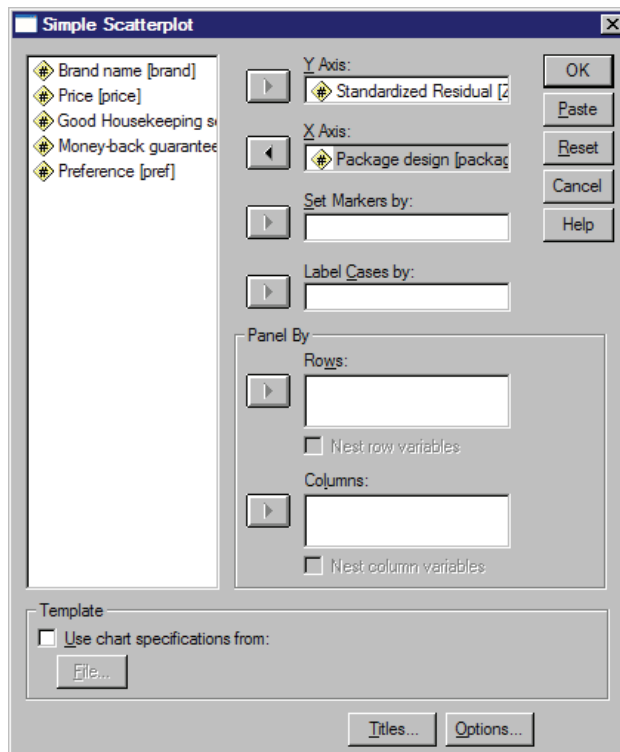 Simple Scatterplot
Brand name [brand]
Price [price]
Good Housekeeping s
Money-back guarantee
Preference [pref]
Y Axis:
Standardized Residual [Z
X Axis:
Package design [packag
Set Markers by:
Label Cases by:
Panel By
Rows:
Nest row variables
Columns:
Nest column variables
OK
Paste
Reset
Cancel
Help
Template
Use chart specifications from:
File...
Titles...
Options...